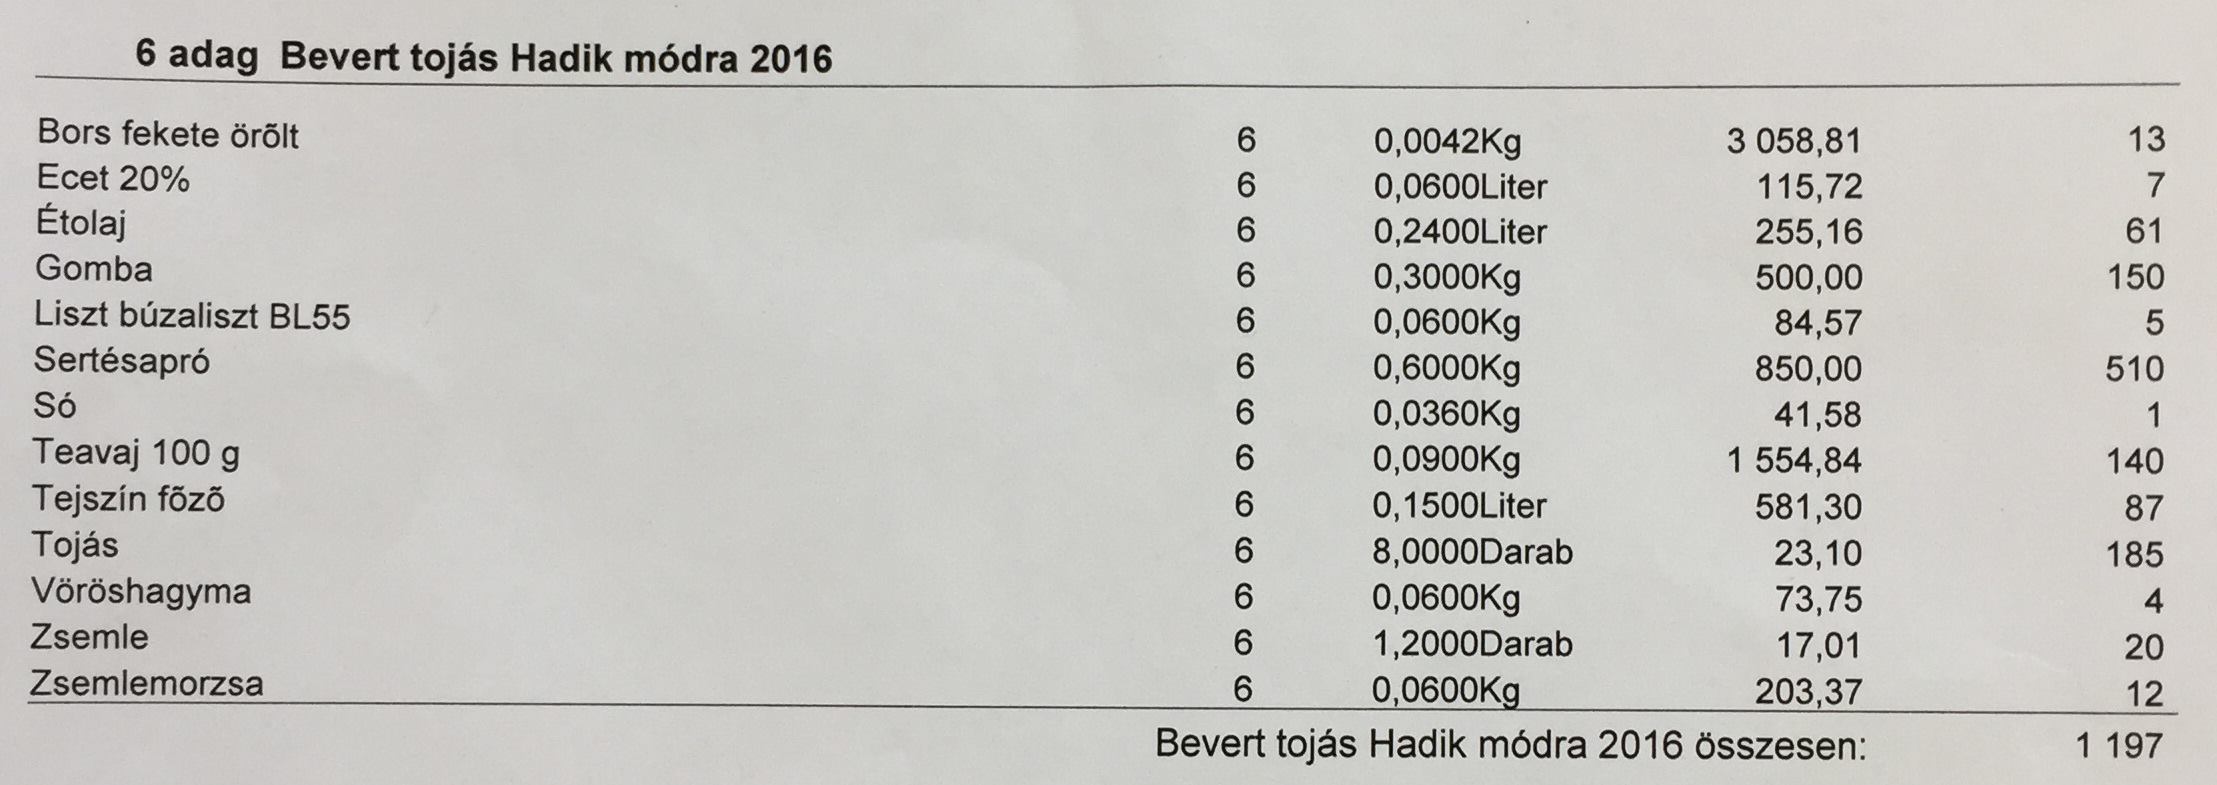 6 adag Bevert tojás Hadik módra 2016
Bors fekete örõlt 6 0,0042Kg 3 058,81 13
Ecet 20% 6 0,0600Liter 115,72 7
Étolaj 6 0,2400Liter 255,16 61
Gomba 6 0,3000Kg 500,00 150
Liszt búzaliszt BL55 6 0,0600Kg 84,57 5
Sertésapró 6 0,6000Kg 850,00 510
Só 6 0,0360Kg 41,58 1
Teavaj 100 g 6 0,0900Kg 1 554,84 140
Tejszín fõzõ 6 0,1500Liter 581,30 87
Tojás 6 8,0000Darab 23,10 185
Vöröshagyma 6 0,0600Kg 73,75 4
Zsemle 6 1,2000Darab 17,01 20
Zsemlemorzsa 6 0,0600Kg 203,37 12
Bevert tojás Hadik módra 2016 összesen: 1 197